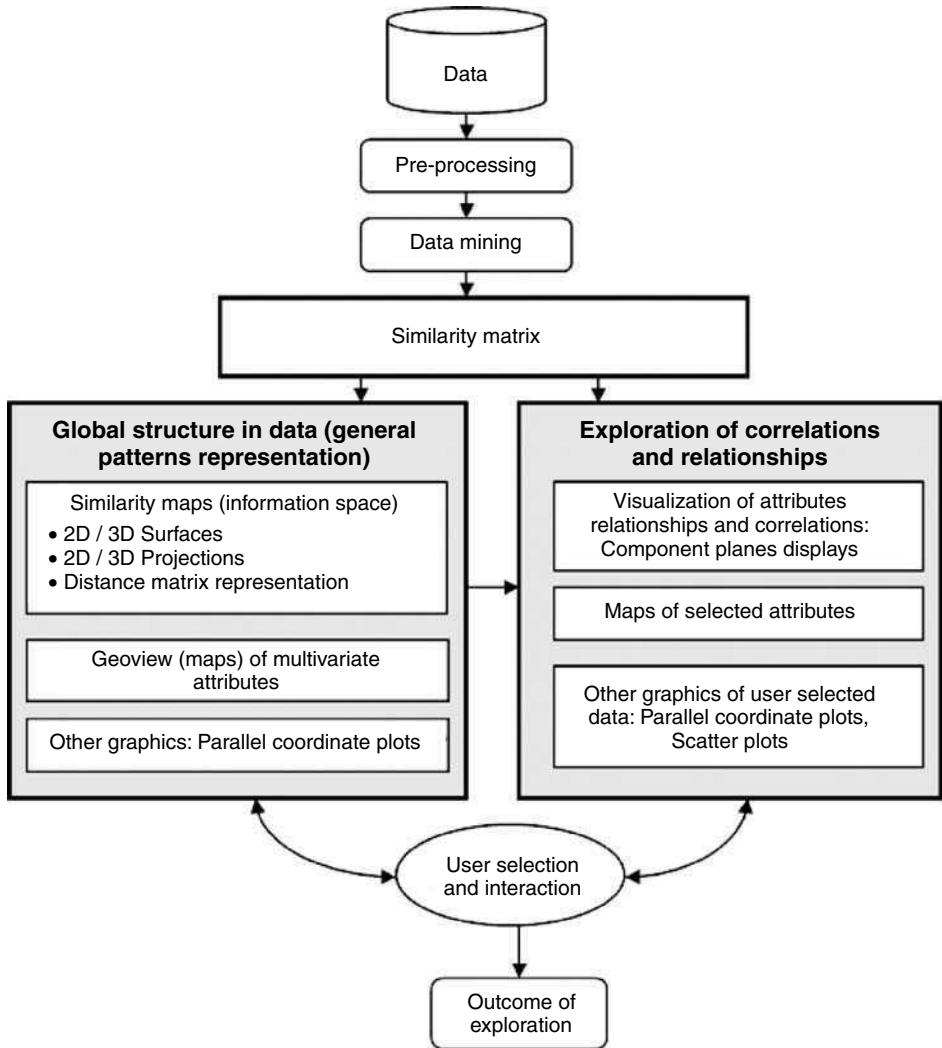 Data
Pre-processing
Data mining
Similarity matrix
Global structure in data (general
patterns representation)
Similarity maps (information space)
• 2D / 3D Surfaces
• 2D / 3D Projections
• Distance matrix representation
Geoview (maps) of multivariate
attributes
Other graphics: Parallel coordinate plots
Exploration of correlations
and relationships
Visualization of attributes
relationships and correlations:
Component planes displays
Maps of selected attributes
Other graphics of user selected
data: Parallel coordinate plots,
Scatter plots
User selection
and interaction
Outcome of
exploration